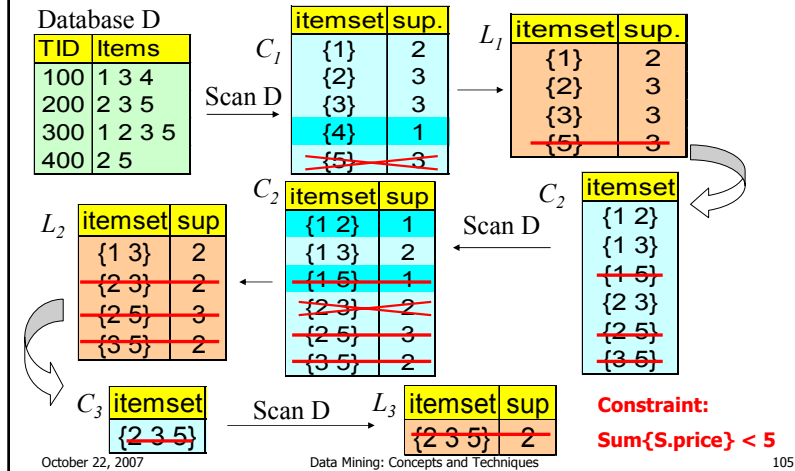 Database D
TID Items
100 1 3 4
200 2 3 5
300 1 2 3 5
400 2 5
Scan D
C1
itemset sup.
{1} 2
{2} 3
{3} 3
{4} 1
{5} 3
L1
itemset sup.
{1} 2
{2} 3
{3} 3
{5} 3
C2
itemset
{1 2}
{1 3}
{1 5}
{2 3}
{2 5}
{3 5}
Scan D
C2
itemset sup
{1 2} 1
{1 3} 2
{1 5} 1
{2 3} 2
{2 5} 3
{3 5} 2
L2
itemset sup
{1 3} 2
{2 3} 2
{2 5} 3
{3 5} 2
C3
itemset
{2 3 5}
Scan D
L3
itemset sup
{2 3 5} 2
Constraint:
Sum{S.price} < 5
October 22, 2007
Data Mining: Concepts and Techniques
105